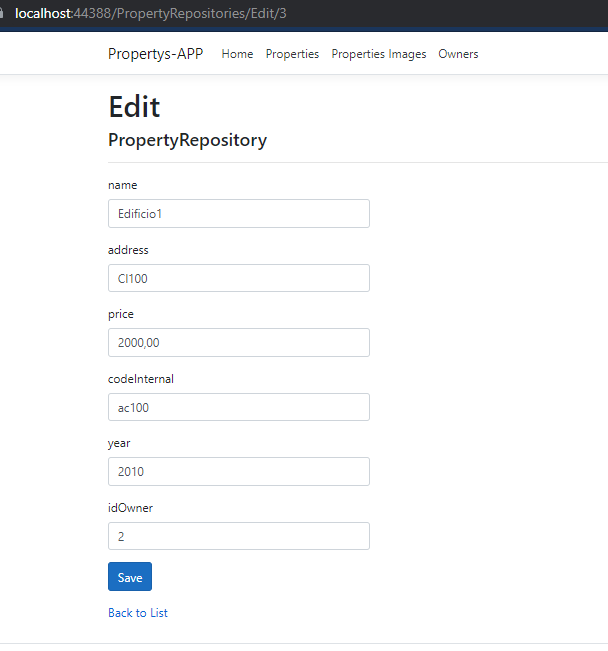 localhost:44388/PropertyRepositories/Edit/3
Propertys-APP Home Properties Properties Images Owners
Edit
PropertyRepository
name
Edificio1
address
Cl100
price
2000,00
codeInternal
ac100
year
2010
idOwner
2
Save
Back to List